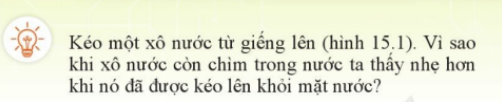 Kéo một xô nước từ giếng lên (hình 15.1). Vì sao
khi xô nước còn chìm trong nước ta thấy nhẹ hơn
khi nó đã được kéo lên khỏi mặt nước?